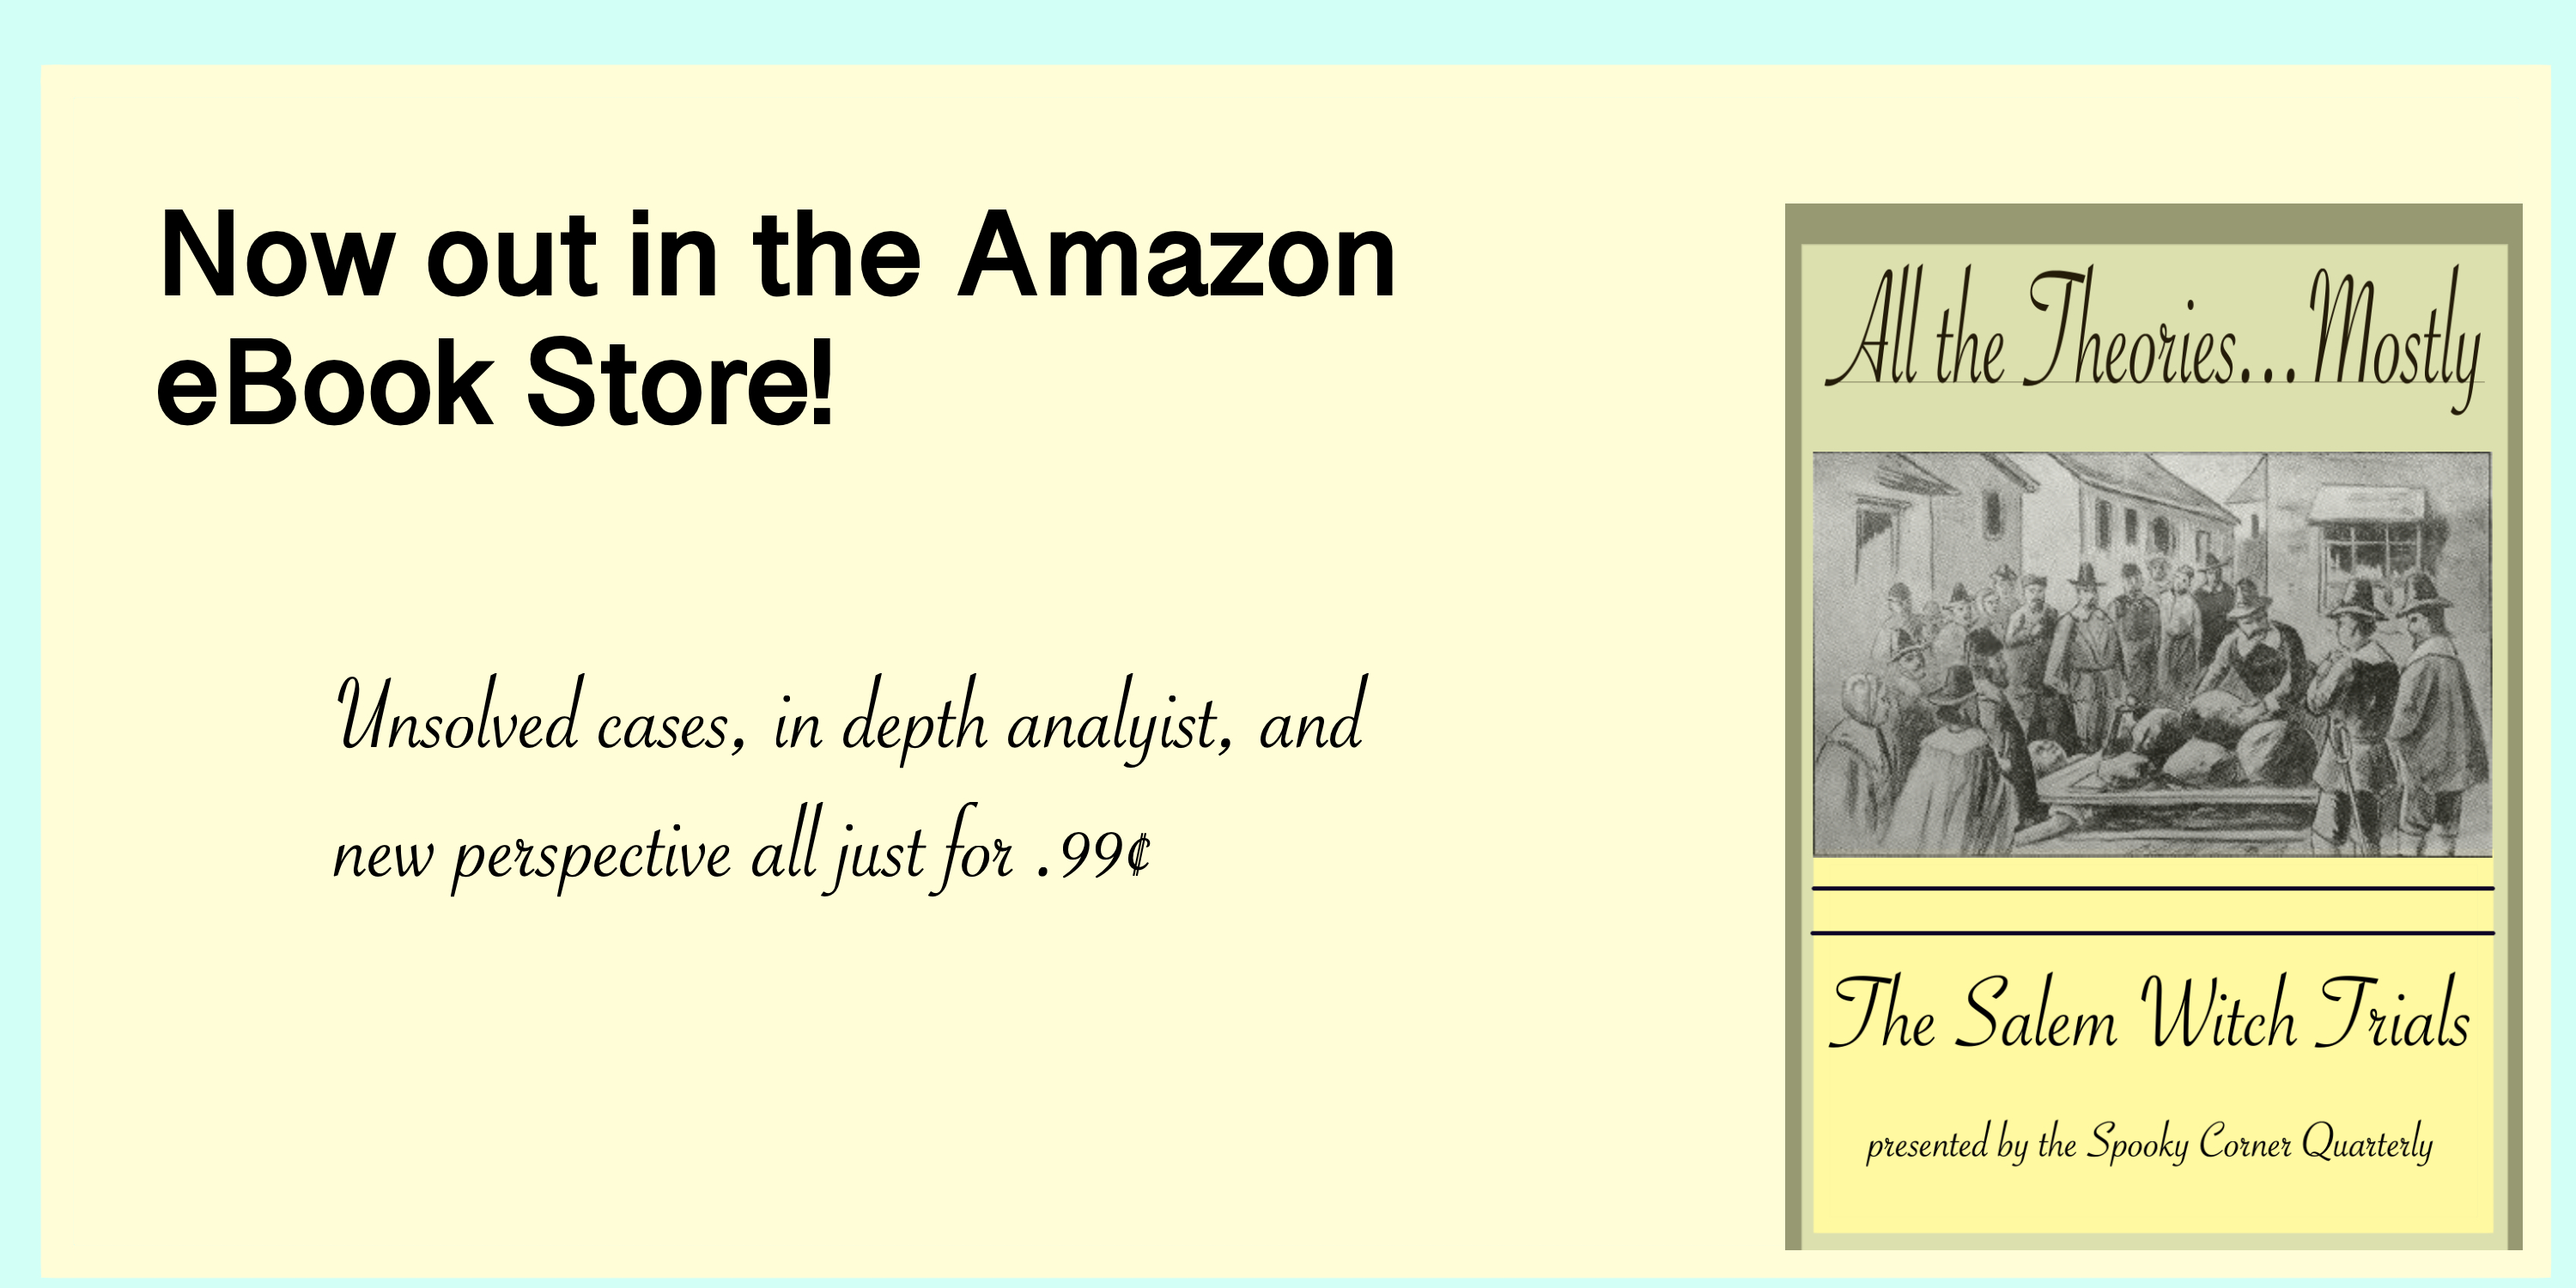 Now out in the Amazon
eBook Store!
Unsolved cases, in depth analyist, and
new perspective all just for .99¢
All the Theories...Mostly
The Salem Witch Trials
presented by the Spooky Corner Quarterly